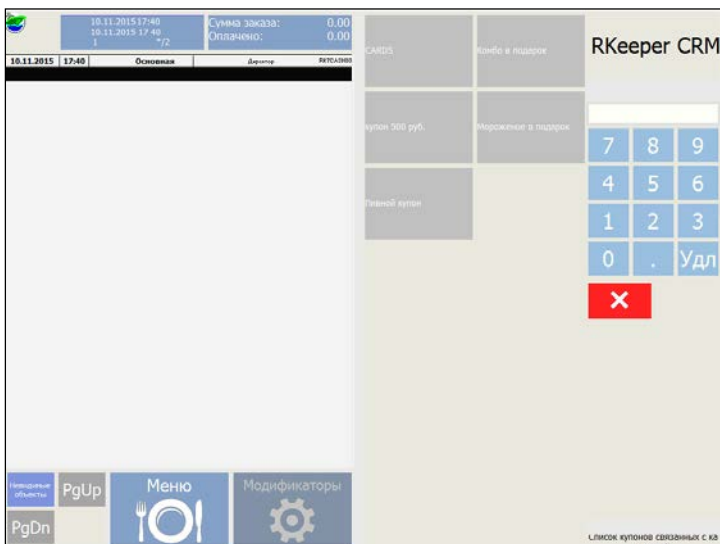 10.11.2015 17:40
10.11.2015 17 40
1 */2
Сумма заказа: 0.00
Оплачено: 0.00
10.11.2015 17:40 Основная Директор
CARDS
Комбо в подарок
купон 500 руб.
Мороженое в подарок
Пивной купон
RKeeper CRM
7 8 9
4 5 6
1 2 3
0 . Удл
Невидимые
объекты
PgUp
PgDn
Меню
Модификаторы
Список купонов связанных с ка